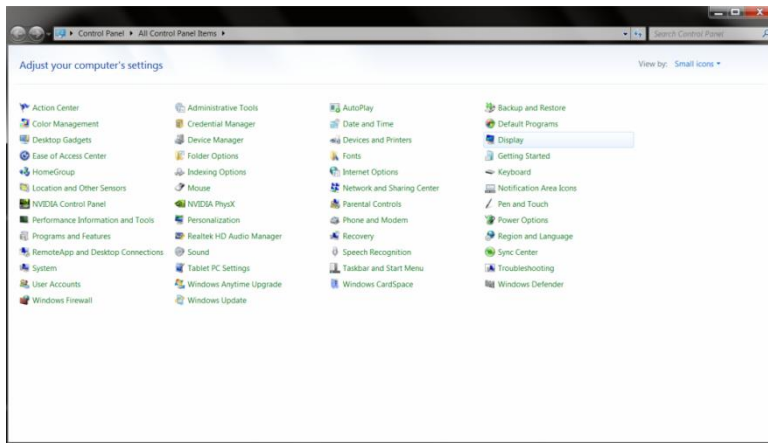 Control Panel All Control Panel Items Search Control Panel
Adjust your computer's settings View by: Small icons
Action Center Administrative Tools AutoPlay Backup and Restore
Color Management Credential Manager Date and Time Default Programs
Desktop Gadgets Device Manager Devices and Printers Display
Ease of Access Center Folder Options Fonts Getting Started
HomeGroup Indexing Options Internet Options Keyboard
Location and Other Sensors Mouse Network and Sharing Center Notification Area Icons
NVIDIA Control Panel NVIDIA PhysX Parental Controls Pen and Touch
Performance Information and Tools Personalization Phone and Modem Power Options
Programs and Features Realtek HD Audio Manager Recovery Region and Language
RemoteApp and Desktop Connections Sound Speech Recognition Sync Center
System Tablet PC Settings Taskbar and Start Menu Troubleshooting
User Accounts Windows Anytime Upgrade Windows CardSpace Windows Defender
Windows Firewall Windows Update